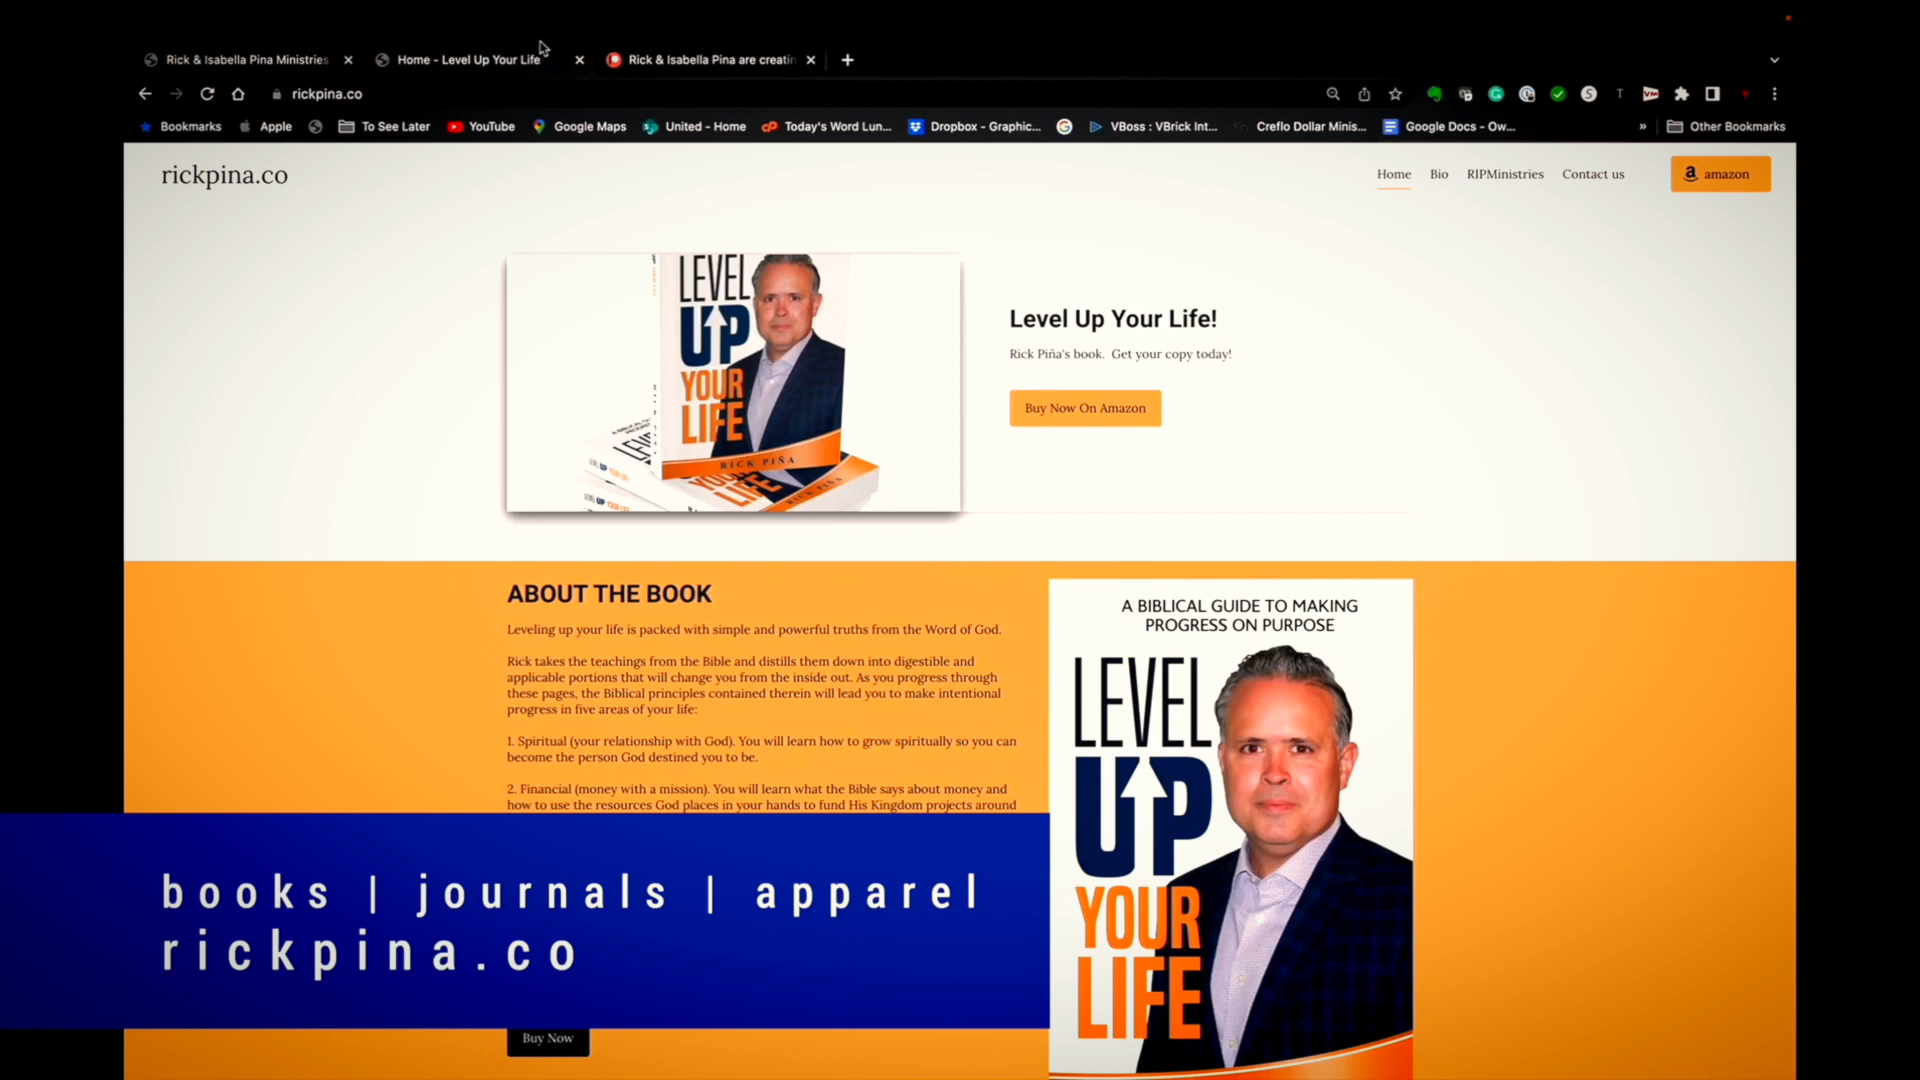 Rick & Isabella Pina Ministries
Home - Level Up Your Life
Rick & Isabella Pina are creatin
rickpina.co
Bookmarks
Apple
To See Later
YouTube
Google Maps
United - Home
Today's Word Lun...
Dropbox - Graphic...
VBoss : VBrick Int...
Creflo Dollar Minis...
Google Docs - Ow...
»
Other Bookmarks
rickpina.co
Home
Bio
RIPMinistries
Contact us
amazon
LEVEL
UP
YOUR
LIFE
RICK PIÑA
Level Up Your Life!
Rick Piña's book. Get your copy today!
Buy Now On Amazon
ABOUT THE BOOK
Leveling up your life is packed with simple and powerful truths from the Word of God.
Rick takes the teachings from the Bible and distills them down into digestible and
applicable portions that will change you from the inside out. As you progress through
these pages, the Biblical principles contained therein will lead you to make intentional
progress in five areas of your life:
1. Spiritual (your relationship with God). You will learn how to grow spiritually so you can
become the person God destined you to be.
2. Financial (money with a mission). You will learn what the Bible says about money and
how to use the resources God places in your hands to fund His Kingdom projects around
A BIBLICAL GUIDE TO MAKING
PROGRESS ON PURPOSE
LEVEL
UP
YOUR
LIFE
books | journals | apparel
rickpina.co
Buy Now